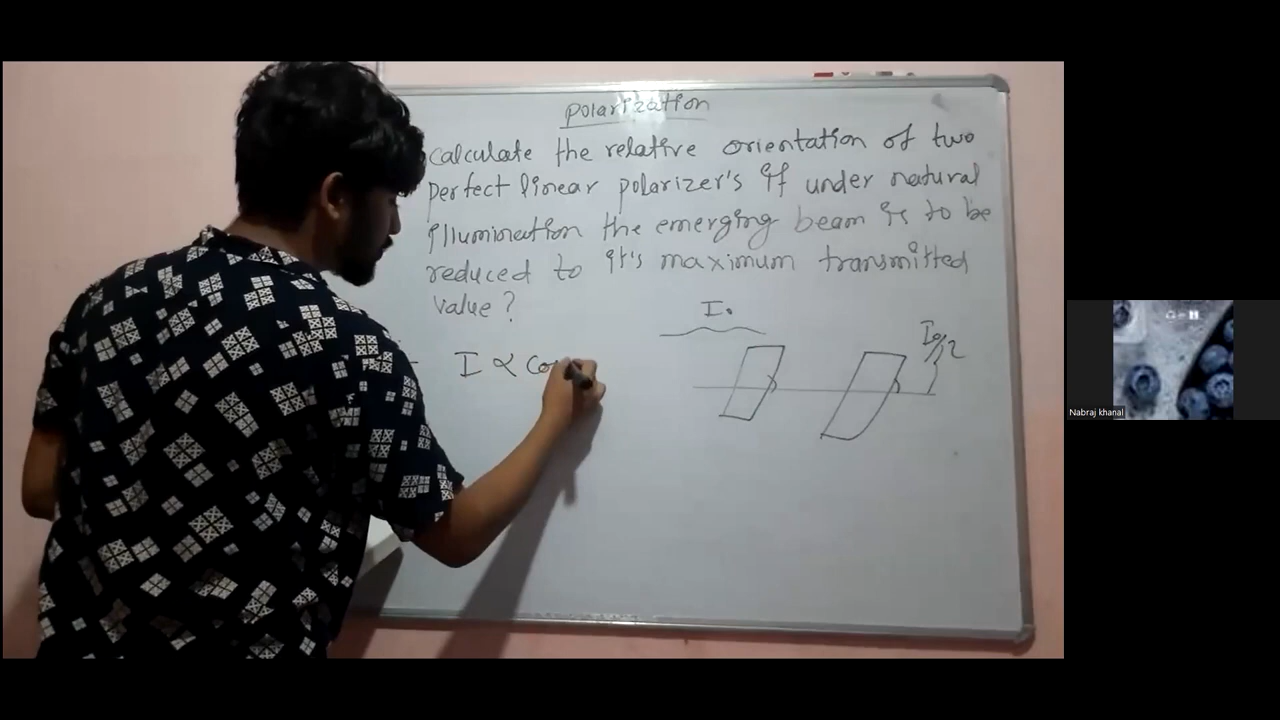 Polarization
calculate the relative orientation of two
perfect linear polarizer's if under natural
illumination the emerging beam is to be
reduced to it's maximum transmitted
value ?
I₀
I₀/2
I ∝ co
Nabraj khanal